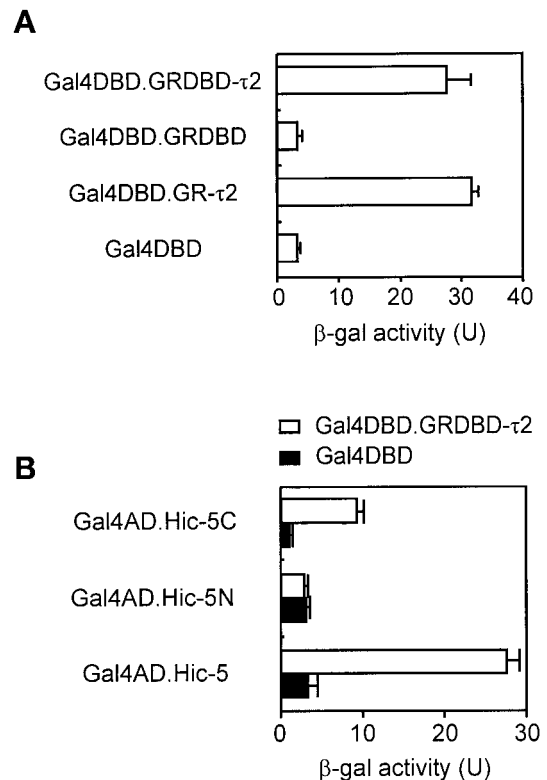 A
Gal4DBD.GRDBD-τ2
Gal4DBD.GRDBD
Gal4DBD.GR-τ2
Gal4DBD
0 10 20 30 40
β-gal activity (U)
Gal4DBD.GRDBD-τ2
Gal4DBD
B
Gal4AD.Hic-5C
Gal4AD.Hic-5N
Gal4AD.Hic-5
0 10 20 30
β-gal activity (U)